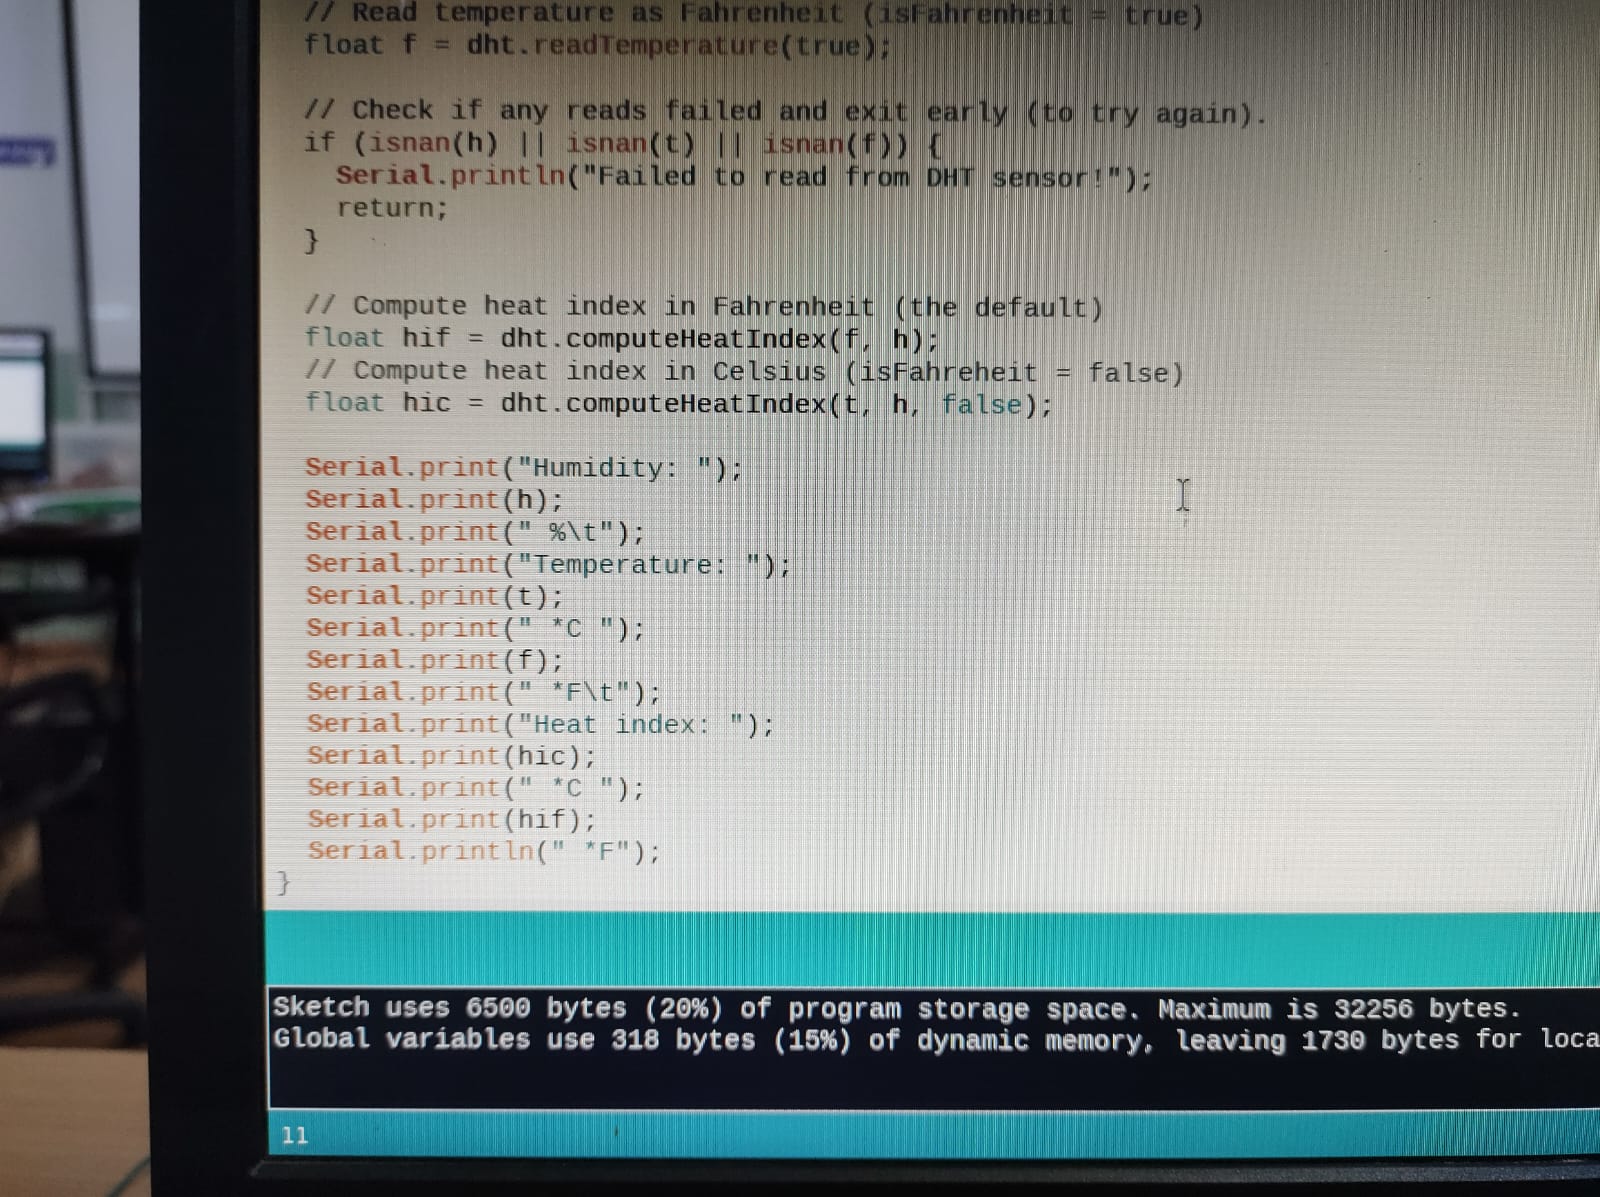 // Read temperature as Fahrenheit (isFahrenheit = true)
float f = dht.readTemperature(true);
// Check if any reads failed and exit early (to try again).
if (isnan(h) || isnan(t) || isnan(f)) {
Serial.println("Failed to read from DHT sensor!");
return;
}
// Compute heat index in Fahrenheit (the default)
float hif = dht.computeHeatIndex(f, h);
// Compute heat index in Celsius (isFahreheit = false)
float hic = dht.computeHeatIndex(t, h, false);
Serial.print("Humidity: ");
Serial.print(h);
Serial.print(" %\t");
Serial.print("Temperature: ");
Serial.print(t);
Serial.print(" *C ");
Serial.print(f);
Serial.print(" *F\t");
Serial.print("Heat index: ");
Serial.print(hic);
Serial.print(" *C ");
Serial.print(hif);
Serial.println(" *F");
}
Sketch uses 6500 bytes (20%) of program storage space. Maximum is 32256 bytes.
Global variables use 318 bytes (15%) of dynamic memory, leaving 1730 bytes for loca
11